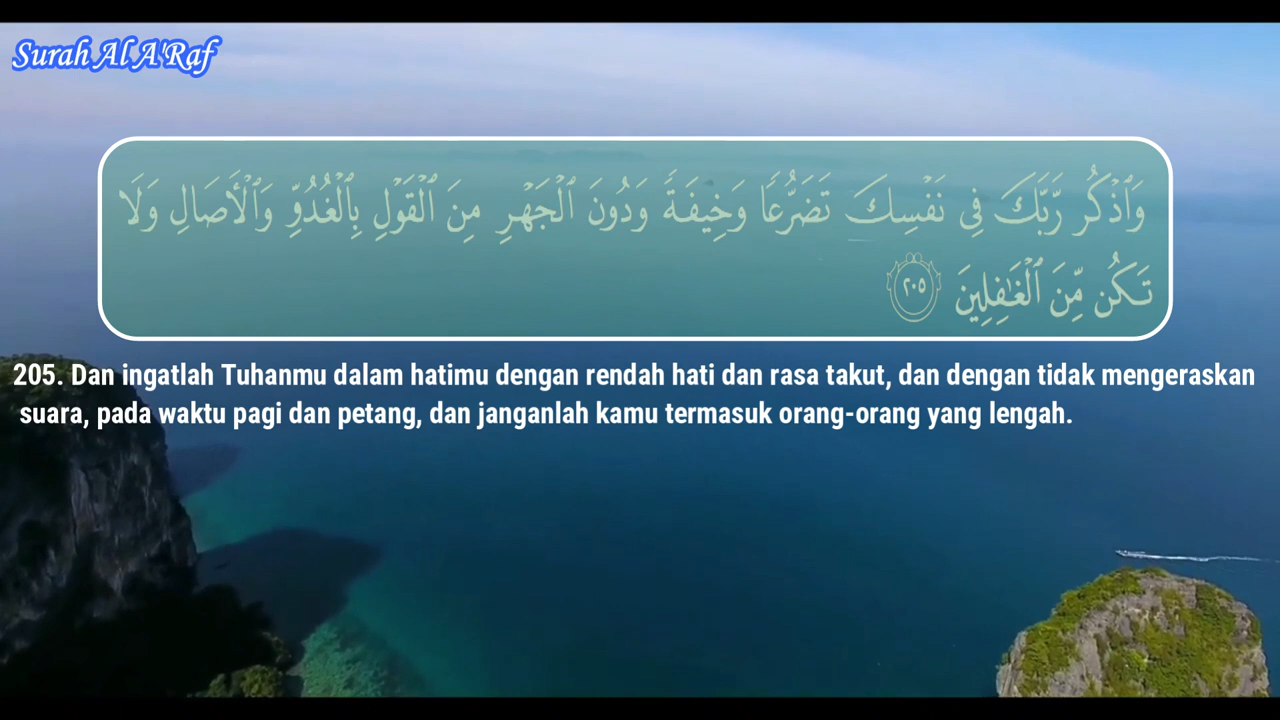 Surah Al A'Raf
وَٱذْكُر رَّبَّكَ فِى نَفْسِكَ تَضَرُّعًا وَخِيفَةً وَدُونَ ٱلْجَهْرِ مِنَ ٱلْقَوْلِ بِٱلْغُدُوِّ وَٱلْأَصَالِ وَلَا
تَكُن مِّنَ ٱلْغَٰفِلِينَ ٢٠٥
205. Dan ingatlah Tuhanmu dalam hatimu dengan rendah hati dan rasa takut, dan dengan tidak mengeraskan
suara, pada waktu pagi dan petang, dan janganlah kamu termasuk orang-orang yang lengah.